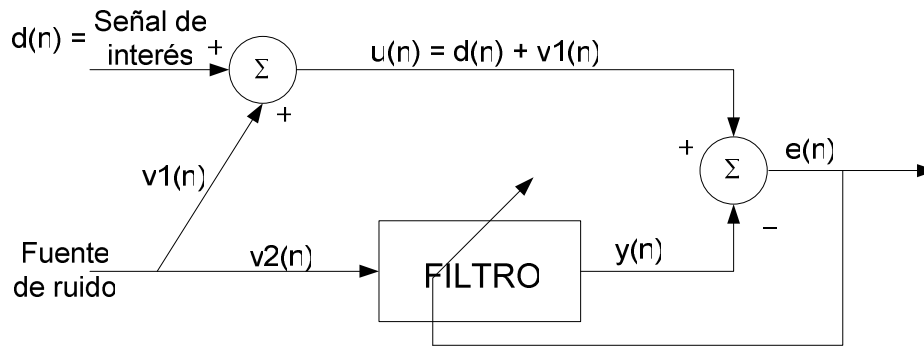 d(n) = Señal de
interés
+
Σ
+
u(n) = d(n) + v1(n)
v1(n)
+
Σ
e(n)
–
Fuente
de ruido
v2(n)
FILTRO
y(n)